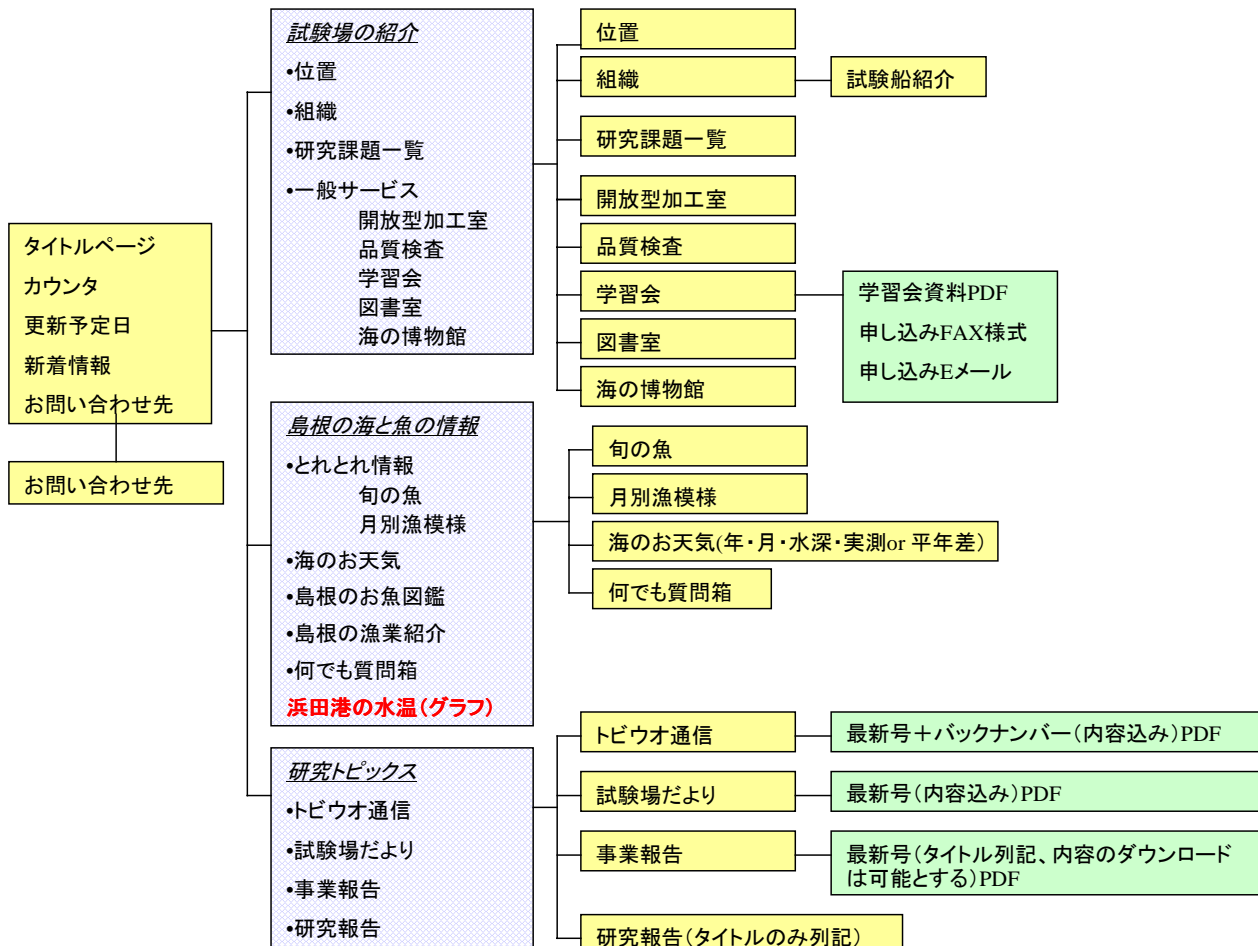 タイトルページ
カウンタ
更新予定日
新着情報
お問い合わせ先
お問い合わせ先
試験場の紹介
•位置
•組織
•研究課題一覧
•一般サービス
開放型加工室
品質検査
学習会
図書室
海の博物館
位置
組織
試験船紹介
研究課題一覧
開放型加工室
品質検査
学習会
学習会資料PDF
申し込みFAX様式
申し込みEメール
図書室
海の博物館
島根の海と魚の情報
•とれとれ情報
旬の魚
月別漁模様
•海のお天気
•島根のお魚図鑑
•島根の漁業紹介
•何でも質問箱
浜田港の水温（グラフ）
旬の魚
月別漁模様
海のお天気(年・月・水深・実測or 平年差）
何でも質問箱
研究トピックス
•トビウオ通信
•試験場だより
•事業報告
•研究報告
トビウオ通信
最新号＋バックナンバー（内容込み）PDF
試験場だより
最新号（内容込み）PDF
事業報告
最新号（タイトル列記、内容のダウンロード
は可能とする）PDF
研究報告（タイトルのみ列記）